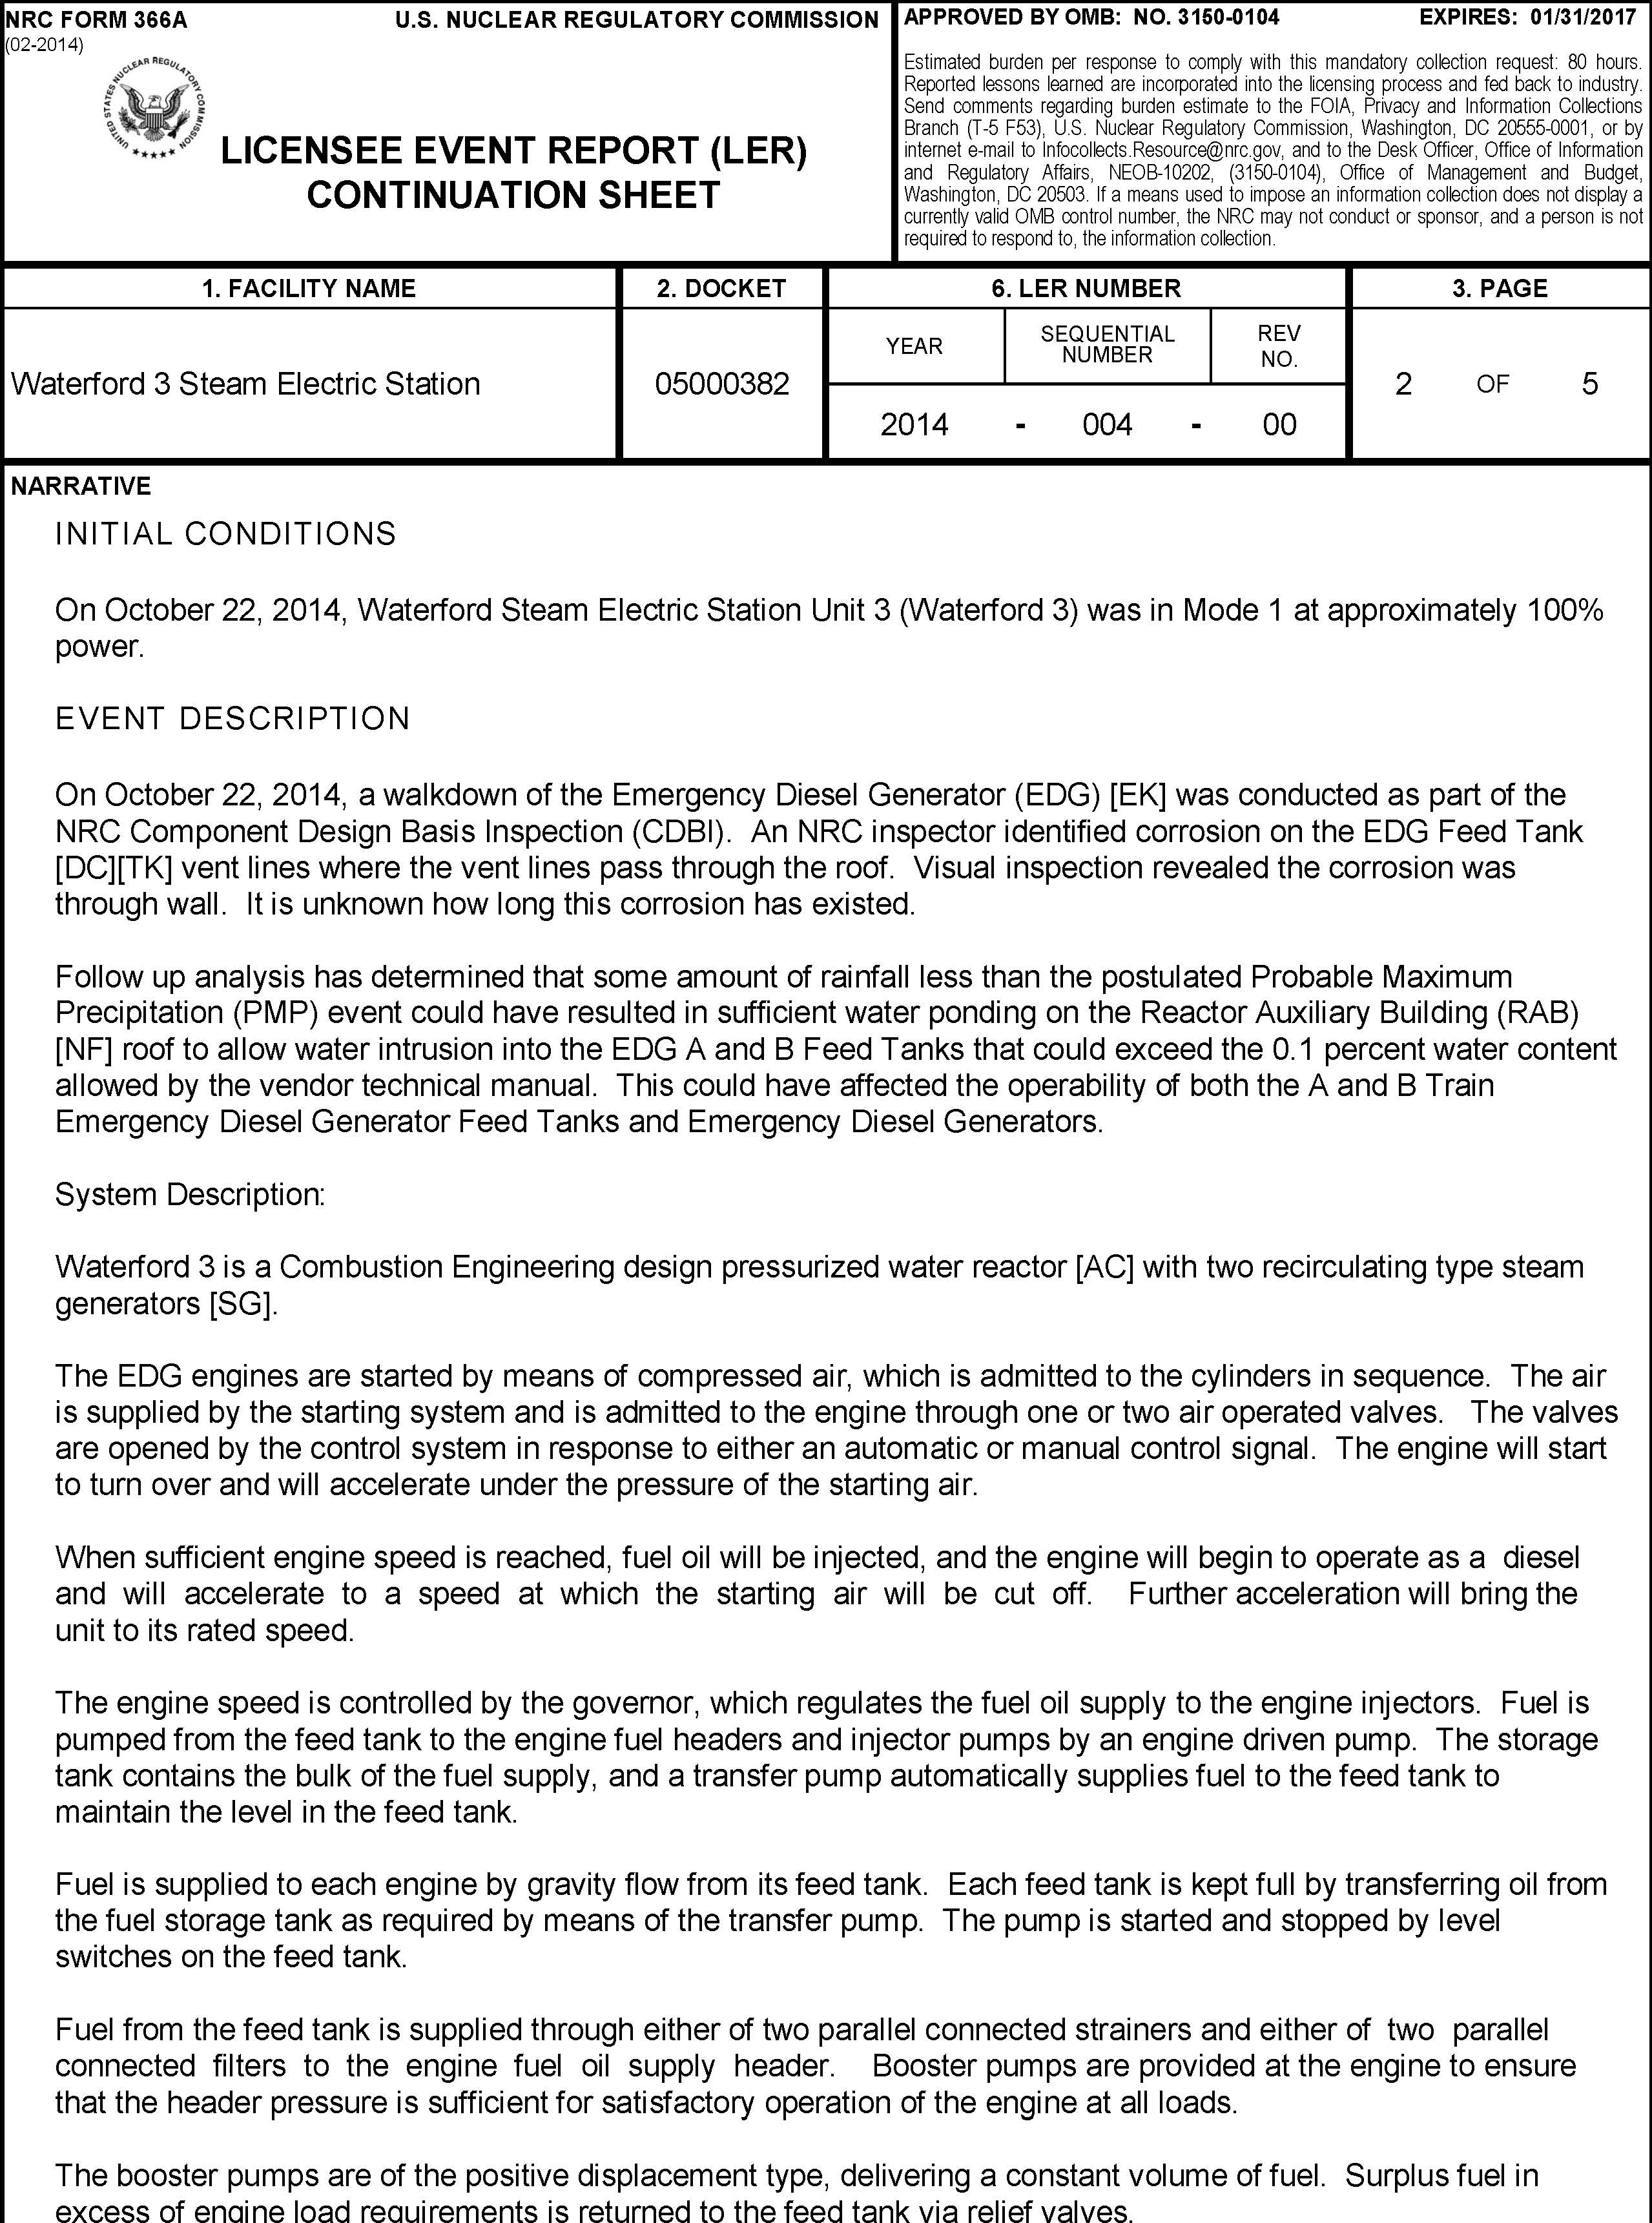 NRC FORM 366A
(02-2014)
U.S. NUCLEAR REGULATORY COMMISSION
UNITED STATES NUCLEAR REGULATORY COMMISSION
LICENSEE EVENT REPORT (LER)
CONTINUATION SHEET
APPROVED BY OMB: NO. 3150-0104 EXPIRES: 01/31/2017
Estimated burden per response to comply with this mandatory collection request: 80 hours.
Reported lessons learned are incorporated into the licensing process and fed back to industry.
Send comments regarding burden estimate to the FOIA, Privacy and Information Collections
Branch (T-5 F53), U.S. Nuclear Regulatory Commission, Washington, DC 20555-0001, or by
internet e-mail to Infocollects.Resource@nrc.gov, and to the Desk Officer, Office of Information
and Regulatory Affairs, NEOB-10202, (3150-0104), Office of Management and Budget,
Washington, DC 20503. If a means used to impose an information collection does not display a
currently valid OMB control number, the NRC may not conduct or sponsor, and a person is not
required to respond to, the information collection.
1. FACILITY NAME
2. DOCKET
6. LER NUMBER
3. PAGE
Waterford 3 Steam Electric Station
05000382
YEAR
SEQUENTIAL
NUMBER
REV
NO.
2014 - 004 - 00
2 OF 5
NARRATIVE
INITIAL CONDITIONS
On October 22, 2014, Waterford Steam Electric Station Unit 3 (Waterford 3) was in Mode 1 at approximately 100%
power.
EVENT DESCRIPTION
On October 22, 2014, a walkdown of the Emergency Diesel Generator (EDG) [EK] was conducted as part of the
NRC Component Design Basis Inspection (CDBI). An NRC inspector identified corrosion on the EDG Feed Tank
[DC][TK] vent lines where the vent lines pass through the roof. Visual inspection revealed the corrosion was
through wall. It is unknown how long this corrosion has existed.
Follow up analysis has determined that some amount of rainfall less than the postulated Probable Maximum
Precipitation (PMP) event could have resulted in sufficient water ponding on the Reactor Auxiliary Building (RAB)
[NF] roof to allow water intrusion into the EDG A and B Feed Tanks that could exceed the 0.1 percent water content
allowed by the vendor technical manual. This could have affected the operability of both the A and B Train
Emergency Diesel Generator Feed Tanks and Emergency Diesel Generators.
System Description:
Waterford 3 is a Combustion Engineering design pressurized water reactor [AC] with two recirculating type steam
generators [SG].
The EDG engines are started by means of compressed air, which is admitted to the cylinders in sequence. The air
is supplied by the starting system and is admitted to the engine through one or two air operated valves. The valves
are opened by the control system in response to either an automatic or manual control signal. The engine will start
to turn over and will accelerate under the pressure of the starting air.
When sufficient engine speed is reached, fuel oil will be injected, and the engine will begin to operate as a diesel
and will accelerate to a speed at which the starting air will be cut off. Further acceleration will bring the
unit to its rated speed.
The engine speed is controlled by the governor, which regulates the fuel oil supply to the engine injectors. Fuel is
pumped from the feed tank to the engine fuel headers and injector pumps by an engine driven pump. The storage
tank contains the bulk of the fuel supply, and a transfer pump automatically supplies fuel to the feed tank to
maintain the level in the feed tank.
Fuel is supplied to each engine by gravity flow from its feed tank. Each feed tank is kept full by transferring oil from
the fuel storage tank as required by means of the transfer pump. The pump is started and stopped by level
switches on the feed tank.
Fuel from the feed tank is supplied through either of two parallel connected strainers and either of two parallel
connected filters to the engine fuel oil supply header. Booster pumps are provided at the engine to ensure
that the header pressure is sufficient for satisfactory operation of the engine at all loads.
The booster pumps are of the positive displacement type, delivering a constant volume of fuel. Surplus fuel in
excess of engine load requirements is returned to the feed tank via relief valves.